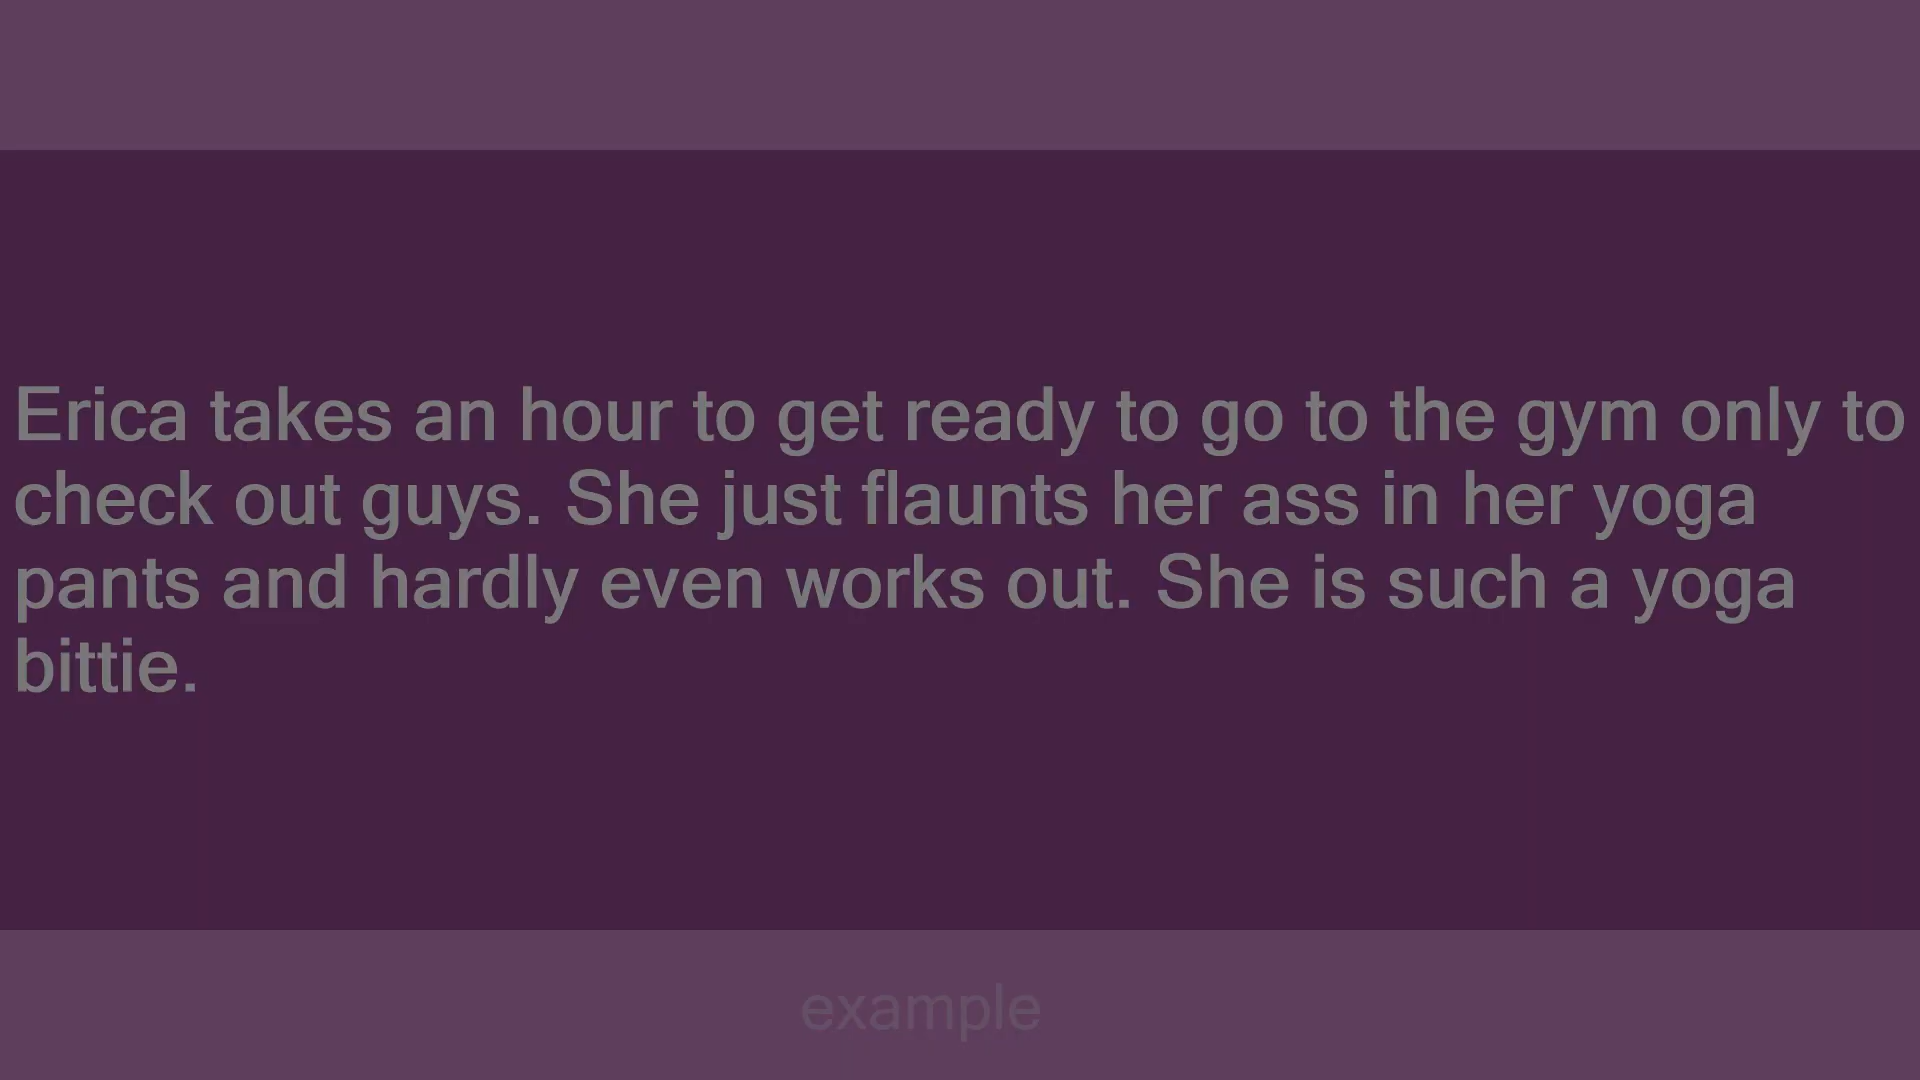 Erica takes an hour to get ready to go to the gym only to
check out guys. She just flaunts her ass in her yoga
pants and hardly even works out. She is such a yoga
bittie.
example